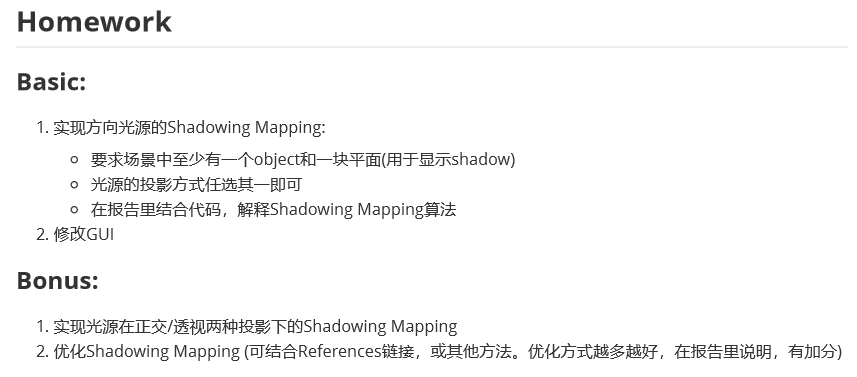 Homework
Basic:
1. 实现方向光源的Shadowing Mapping:
要求场景中至少有一个object和一块平面(用于显示shadow)
光源的投影方式任选其一即可
在报告里结合代码，解释Shadowing Mapping算法
2. 修改GUI
Bonus:
1. 实现光源在正交/透视两种投影下的Shadowing Mapping
2. 优化Shadowing Mapping (可结合References链接，或其他方法。优化方式越多越好，在报告里说明，有加分)